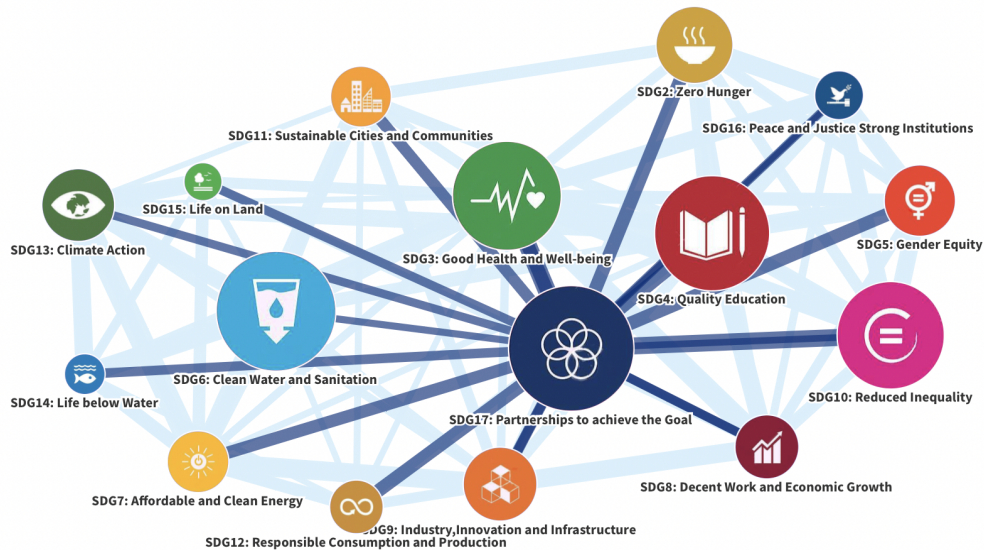 SDG2: Zero Hunger
SDG16: Peace and Justice Strong Institutions
SDG11: Sustainable Cities and Communities
SDG15: Life on Land
SDG13: Climate Action
SDG3: Good Health and Well-being
SDG5: Gender Equity
SDG4: Quality Education
SDG6: Clean Water and Sanitation
SDG14: Life below Water
SDG10: Reduced Inequality
SDG17: Partnerships to achieve the Goal
SDG8: Decent Work and Economic Growth
SDG7: Affordable and Clean Energy
DG9: Industry,Innovation and Infrastructure
SDG12: Responsible Consumption and Production